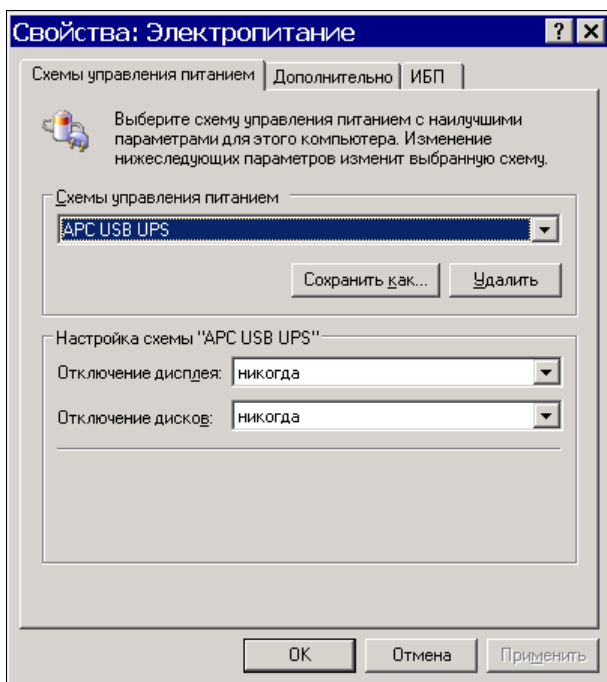 Свойства: Электропитание
Схемы управления питанием
Дополнительно
ИБП
Выберите схему управления питанием с наилучшими
параметрами для этого компьютера. Изменение
нижеследующих параметров изменит выбранную схему.
Схемы управления питанием
APC USB UPS
Сохранить как...
Удалить
Настройка схемы "APC USB UPS"
Отключение дисплея: никогда
Отключение дисков: никогда
OK
Отмена
Применить